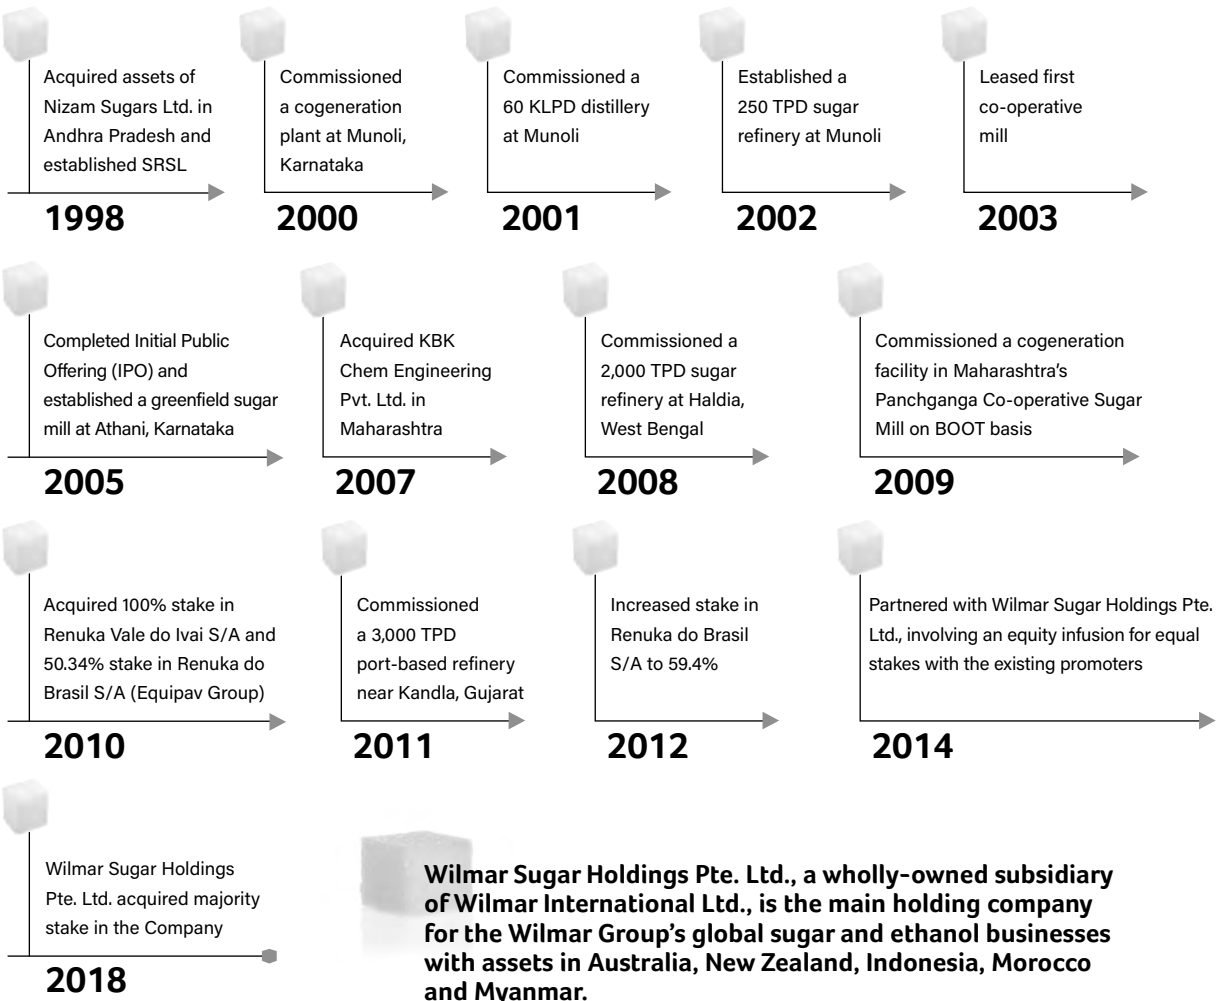 Acquired assets of
Nizam Sugars Ltd. in
Andhra Pradesh and
established SRSL
1998
Commissioned
a cogeneration
plant at Munoli,
Karnataka
2000
Commissioned a
60 KLPD distillery
at Munoli
2001
Established a
250 TPD sugar
refinery at Munoli
2002
Leased first
co-operative
mill
2003
Completed Initial Public
Offering (IPO) and
established a greenfield sugar
mill at Athani, Karnataka
2005
Acquired KBK
Chem Engineering
Pvt. Ltd. in
Maharashtra
2007
Commissioned a
2,000 TPD sugar
refinery at Haldia,
West Bengal
2008
Commissioned a cogeneration
facility in Maharashtra's
Panchganga Co-operative Sugar
Mill on BOOT basis
2009
Acquired 100% stake in
Renuka Vale do Ivai S/A and
50.34% stake in Renuka do
Brasil S/A (Equipav Group)
2010
Commissioned
a 3,000 TPD
port-based refinery
near Kandla, Gujarat
2011
Increased stake in
Renuka do Brasil
S/A to 59.4%
2012
Partnered with Wilmar Sugar Holdings Pte.
Ltd., involving an equity infusion for equal
stakes with the existing promoters
2014
Wilmar Sugar Holdings
Pte. Ltd. acquired majority
stake in the Company
2018
Wilmar Sugar Holdings Pte. Ltd., a wholly-owned subsidiary
of Wilmar International Ltd., is the main holding company
for the Wilmar Group's global sugar and ethanol businesses
with assets in Australia, New Zealand, Indonesia, Morocco
and Myanmar.